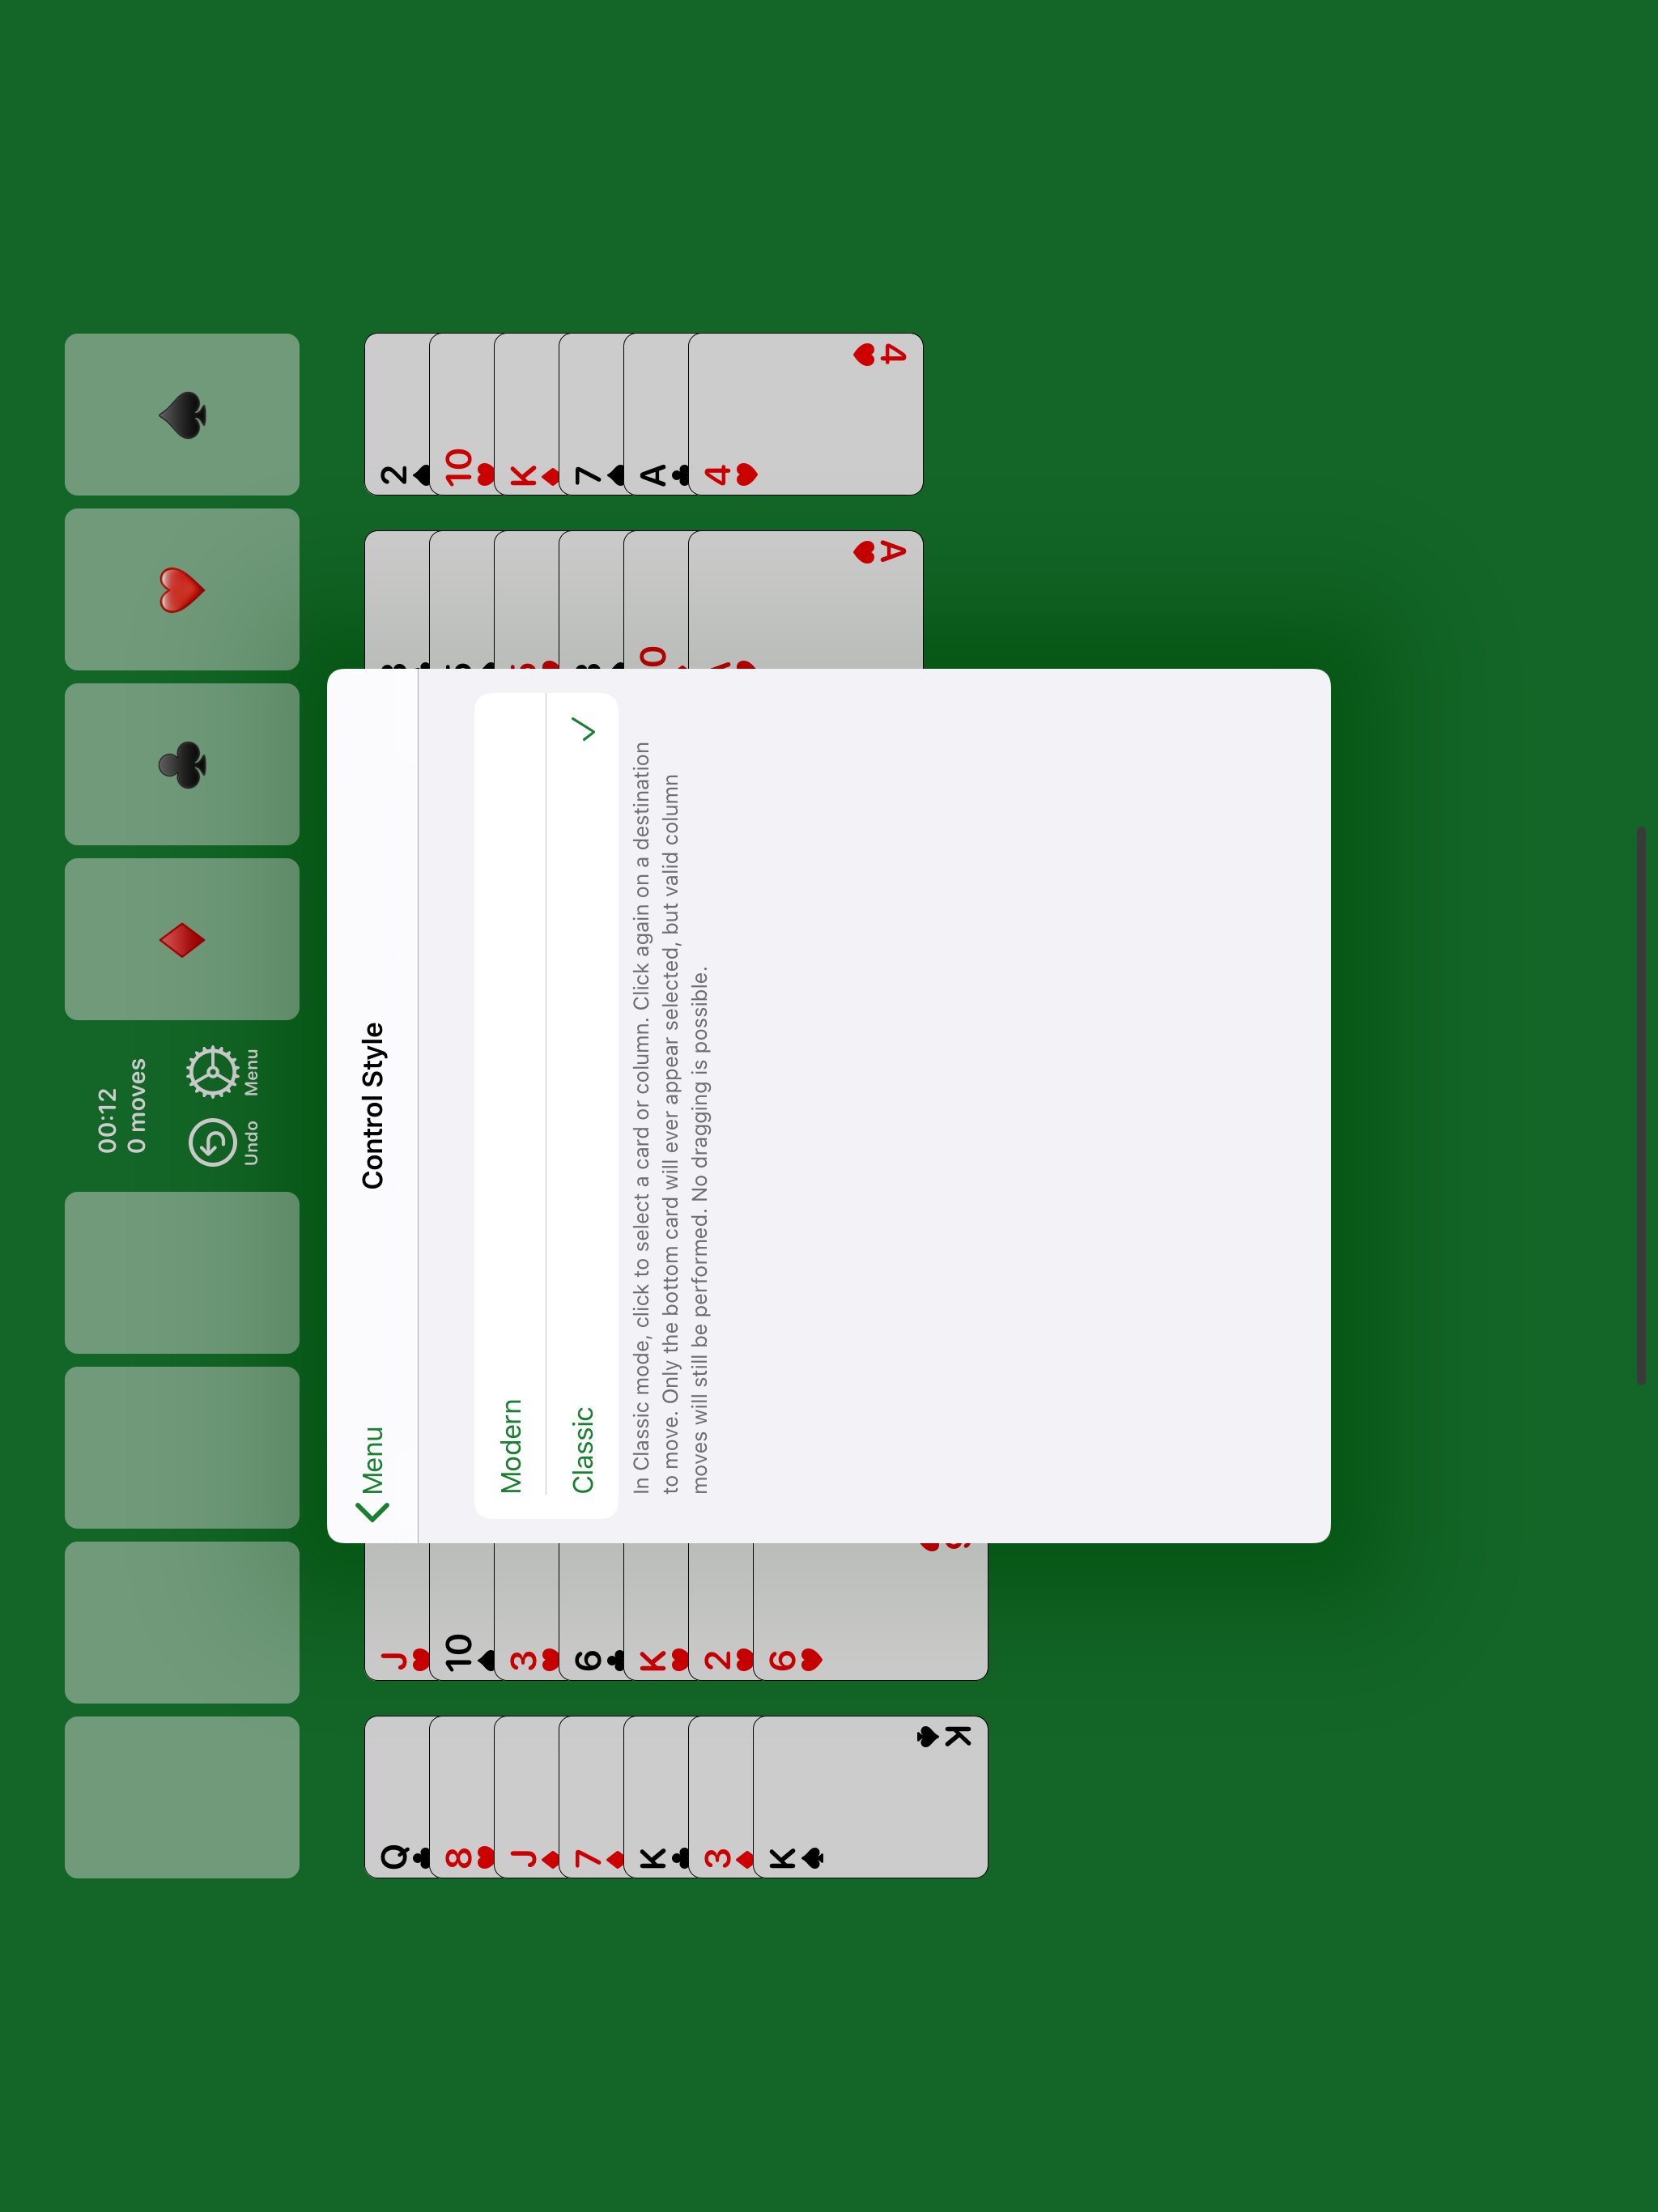 00:12
0 moves
Undo
Menu
Menu
Control Style
Modern
Classic
In Classic mode, click to select a card or column. Click again on a destination
to move. Only the bottom card will ever appear selected, but valid column
moves will still be performed. No dragging is possible.
Q
8
J
7
K
3
K
K
J
10
3
6
K
2
6
A
2
10
K
7
A
4
4